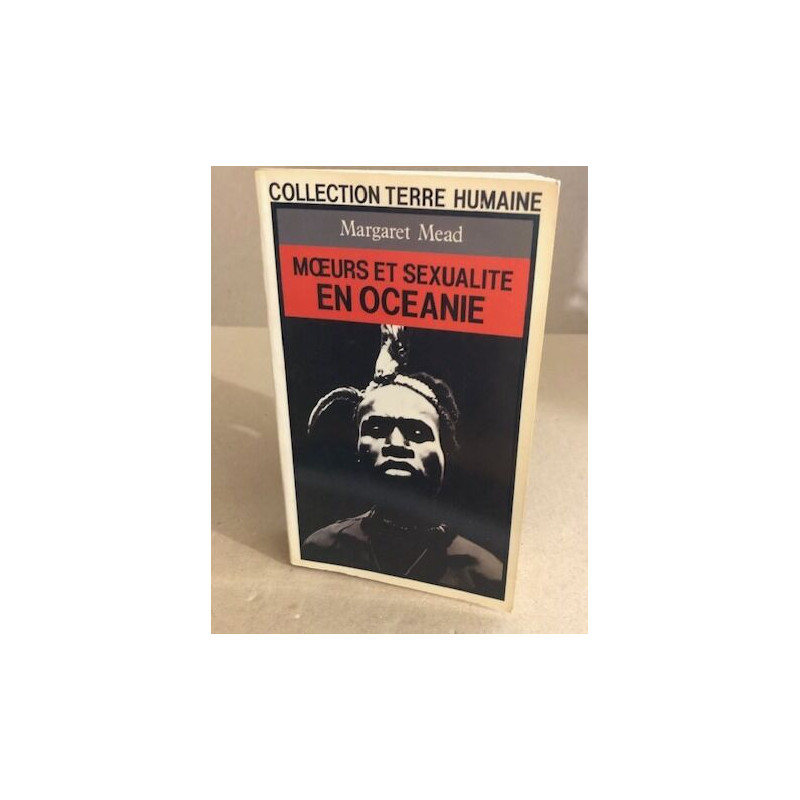 COLLECTION TERRE HUMAINE
Margaret Mead
MŒURS ET SEXUALITE
EN OCEANIE